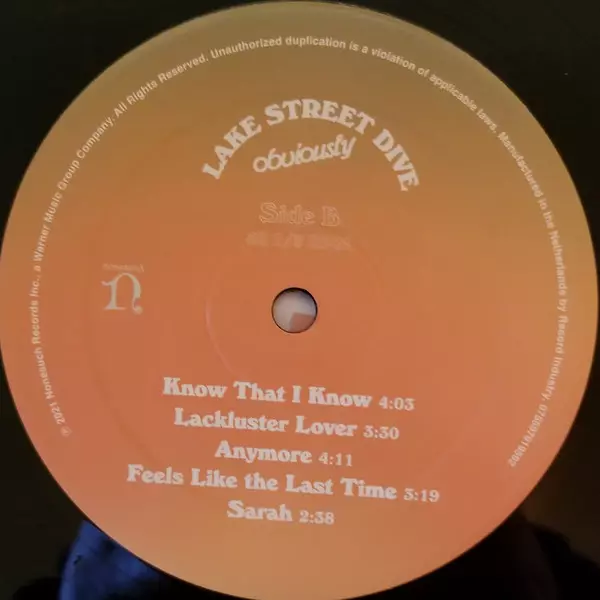 ℗ 2021 Nonesuch Records Inc., a Warner Music Group Company. All Rights Reserved. Unauthorized duplication is a violation of applicable laws. Manufactured in the Netherlands by Record Industry.
LAKE STREET DIVE
obviously
Side B
NONESUCH
Know That I Know 4:03
Lackluster Lover 3:30
Anymore 4:11
Feels Like the Last Time 3:19
Sarah 2:38